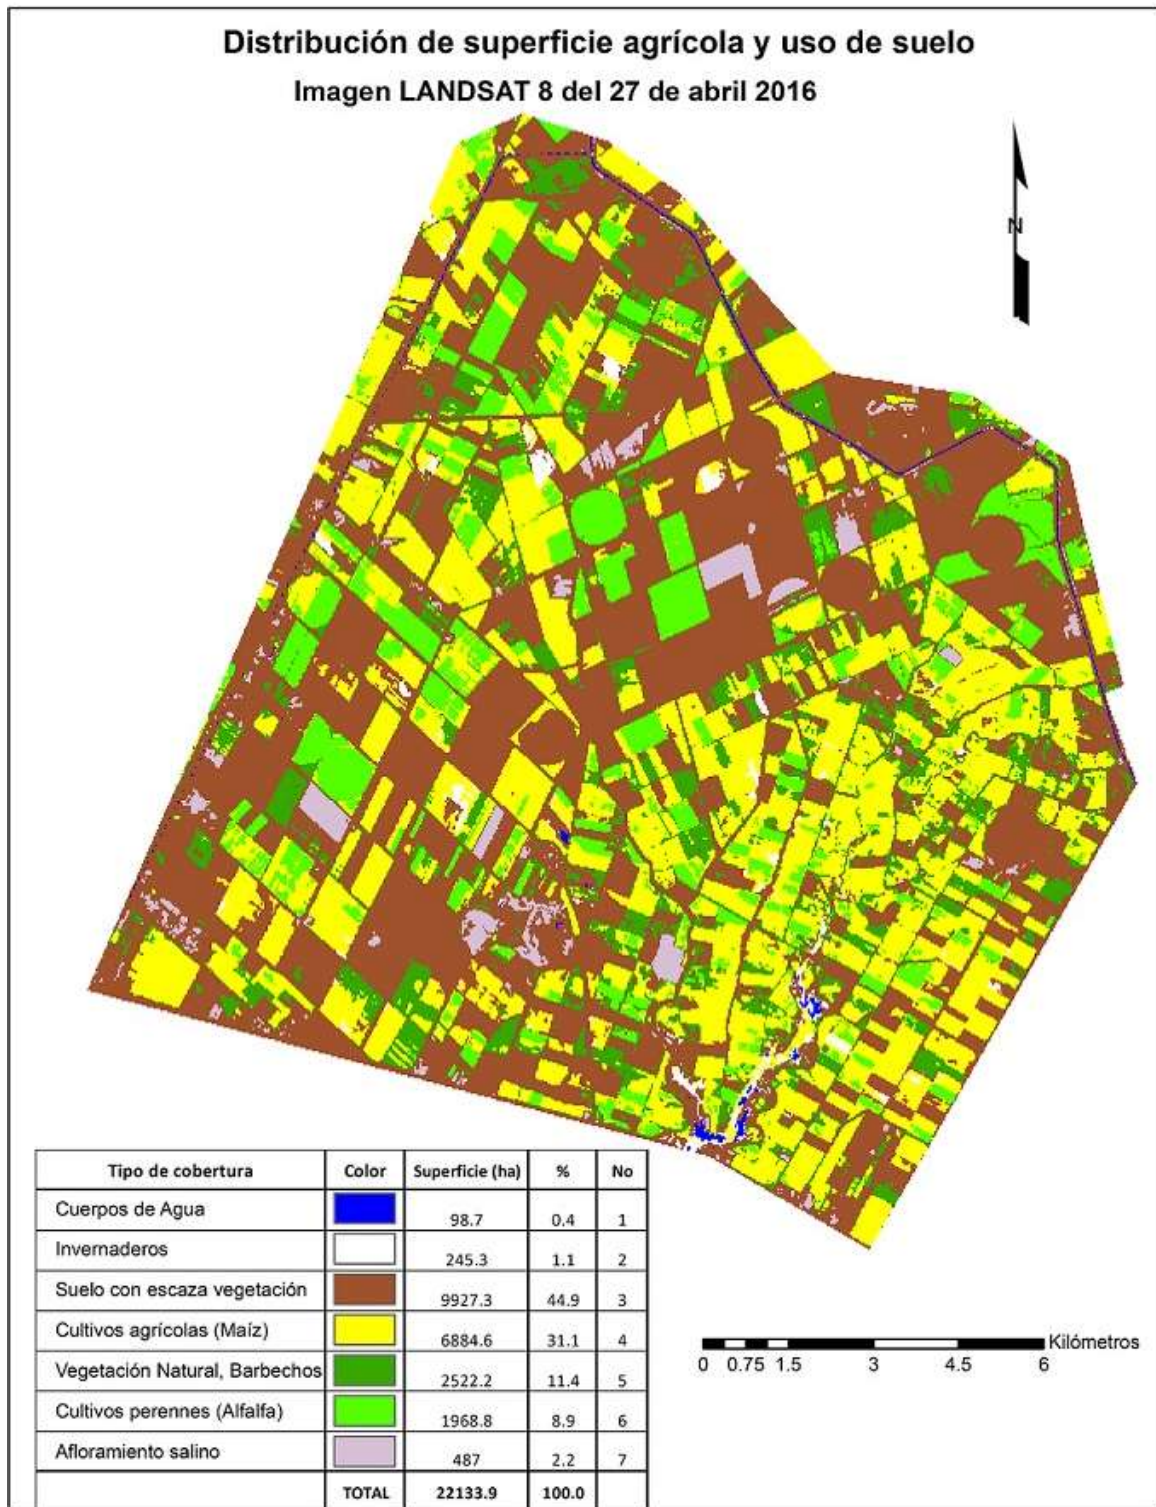 Distribución de superficie agrícola y uso de suelo
Imagen LANDSAT 8 del 27 de abril 2016
N
Tipo de cobertura Color Superficie (ha) % No
Cuerpos de Agua 98.7 0.4 1
Invernaderos 245.3 1.1 2
Suelo con escaza vegetación 9927.3 44.9 3
Cultivos agrícolas (Maíz) 6884.6 31.1 4
Vegetación Natural, Barbechos 2522.2 11.4 5
Cultivos perennes (Alfalfa) 1968.8 8.9 6
Afloramiento salino 487 2.2 7
TOTAL 22133.9 100.0
Kilómetros
0 0.75 1.5 3 4.5 6